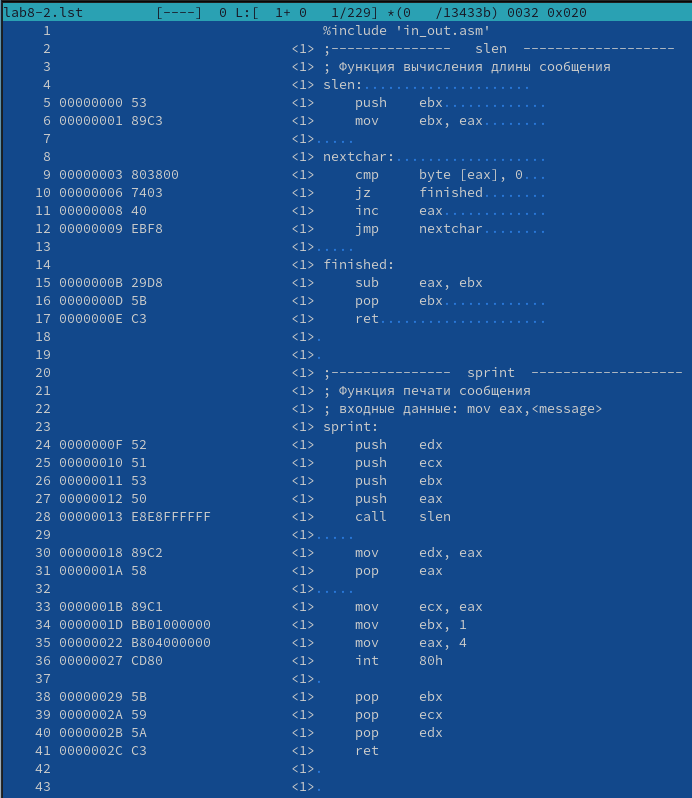 lab8-2.lst [----] 0 L:[ 1+ 0 1/229] *(0 /13433b) 0032 0x020
1 %include 'in_out.asm'
2 <1> ;--------------- slen -------------------
3 <1> ; Функция вычисления длины сообщения
4 <1> slen:.....................
5 00000000 53 <1> push ebx.............
6 00000001 89C3 <1> mov ebx, eax........
7 <1>.....
8 <1> nextchar:...................
9 00000003 803800 <1> cmp byte [eax], 0...
10 00000006 7403 <1> jz finished........
11 00000008 40 <1> inc eax.............
12 00000009 EBF8 <1> jmp nextchar........
13 <1>.....
14 <1> finished:
15 0000000B 29D8 <1> sub eax, ebx
16 0000000D 5B <1> pop ebx.............
17 0000000E C3 <1> ret.....................
18 <1>.
19 <1>.
20 <1> ;--------------- sprint -------------------
21 <1> ; Функция печати сообщения
22 <1> ; входные данные: mov eax,<message>
23 <1> sprint:
24 0000000F 52 <1> push edx
25 00000010 51 <1> push ecx
26 00000011 53 <1> push ebx
27 00000012 50 <1> push eax
28 00000013 E8E8FFFFFF <1> call slen
29 <1>.....
30 00000018 89C2 <1> mov edx, eax
31 0000001A 58 <1> pop eax
32 <1>.....
33 0000001B 89C1 <1> mov ecx, eax
34 0000001D BB01000000 <1> mov ebx, 1
35 00000022 B804000000 <1> mov eax, 4
36 00000027 CD80 <1> int 80h
37 <1>.
38 00000029 5B <1> pop ebx
39 0000002A 59 <1> pop ecx
40 0000002B 5A <1> pop edx
41 0000002C C3 <1> ret
42 <1>.
43 <1>.